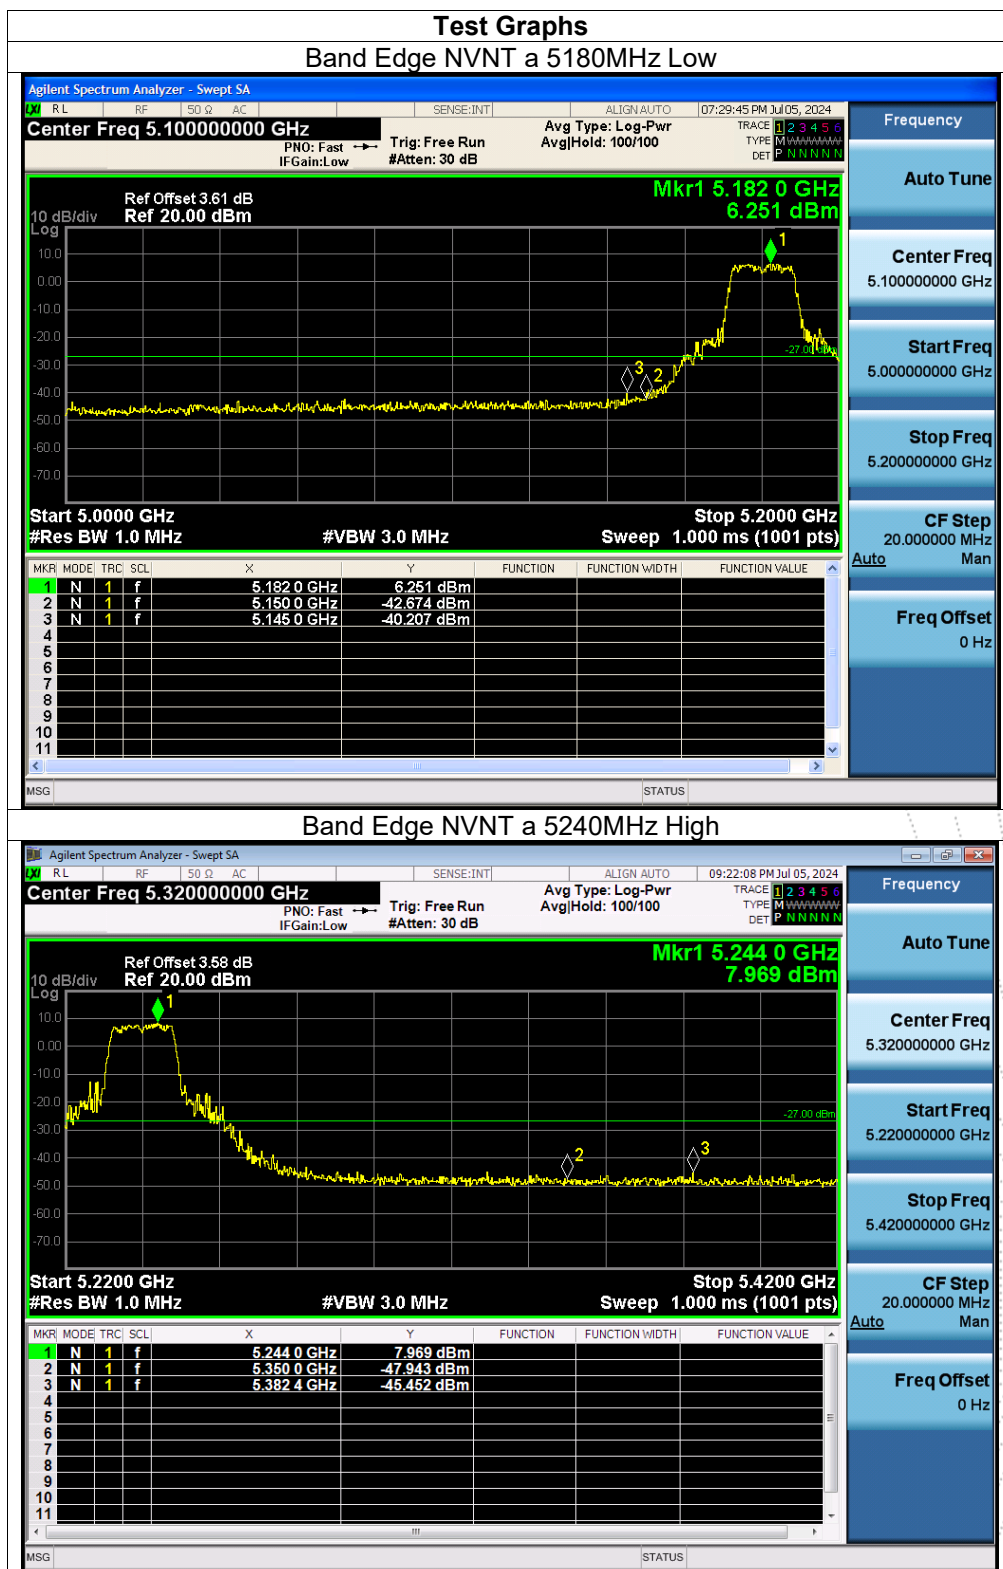 Test Graphs
Band Edge NVNT a 5180MHz Low
Agilent Spectrum Analyzer - Swept SA
LXI RL RF 50 Ω AC SENSE:INT ALIGN AUTO 07:29:45 PM Jul 05, 2024
Center Freq 5.100000000 GHz
PNO: Fast
IFGain:Low
Trig: Free Run
#Atten: 30 dB
Avg Type: Log-Pwr
Avg|Hold: 100/100
TRACE 1 2 3 4 5 6
TYPE M W W W W W
DET P N N N N N
Ref Offset 3.61 dB
10 dB/div Ref 20.00 dBm
Log
Mkr1 5.182 0 GHz
6.251 dBm
10.0
0.00
-10.0
-20.0
-30.0
-40.0
-50.0
-60.0
-70.0
1
-27.00 dBm
3
2
Start 5.0000 GHz Stop 5.2000 GHz
#Res BW 1.0 MHz #VBW 3.0 MHz Sweep 1.000 ms (1001 pts)
MKR MODE TRC SCL X Y FUNCTION FUNCTION WIDTH FUNCTION VALUE
1 N 1 f 5.182 0 GHz 6.251 dBm
2 N 1 f 5.150 0 GHz -42.674 dBm
3 N 1 f 5.145 0 GHz -40.207 dBm
4
5
6
7
8
9
10
11
MSG STATUS
Frequency
Auto Tune
Center Freq
5.100000000 GHz
Start Freq
5.000000000 GHz
Stop Freq
5.200000000 GHz
CF Step
20.000000 MHz
Auto Man
Freq Offset
0 Hz
Band Edge NVNT a 5240MHz High
Agilent Spectrum Analyzer - Swept SA
LXI RL RF 50 Ω AC SENSE:INT ALIGN AUTO 09:22:08 PM Jul 05, 2024
Center Freq 5.320000000 GHz
PNO: Fast
IFGain:Low
Trig: Free Run
#Atten: 30 dB
Avg Type: Log-Pwr
Avg|Hold: 100/100
TRACE 1 2 3 4 5 6
TYPE M W W W W W
DET P N N N N N
Ref Offset 3.58 dB
10 dB/div Ref 20.00 dBm
Log
Mkr1 5.244 0 GHz
7.969 dBm
10.0
0.00
-10.0
-20.0
-30.0
-40.0
-50.0
-60.0
-70.0
1
-27.00 dBm
2
3
Start 5.2200 GHz Stop 5.4200 GHz
#Res BW 1.0 MHz #VBW 3.0 MHz Sweep 1.000 ms (1001 pts)
MKR MODE TRC SCL X Y FUNCTION FUNCTION WIDTH FUNCTION VALUE
1 N 1 f 5.244 0 GHz 7.969 dBm
2 N 1 f 5.350 0 GHz -47.943 dBm
3 N 1 f 5.382 4 GHz -45.452 dBm
4
5
6
7
8
9
10
11
MSG STATUS
Frequency
Auto Tune
Center Freq
5.320000000 GHz
Start Freq
5.220000000 GHz
Stop Freq
5.420000000 GHz
CF Step
20.000000 MHz
Auto Man
Freq Offset
0 Hz